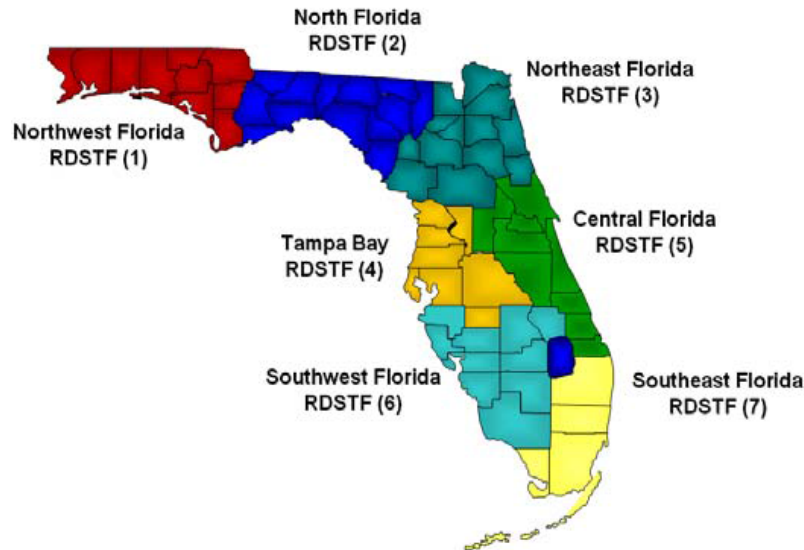 North Florida
RDSTF (2)
Northeast Florida
RDSTF (3)
Northwest Florida
RDSTF (1)
Central Florida
RDSTF (5)
Tampa Bay
RDSTF (4)
Southwest Florida
RDSTF (6)
Southeast Florida
RDSTF (7)